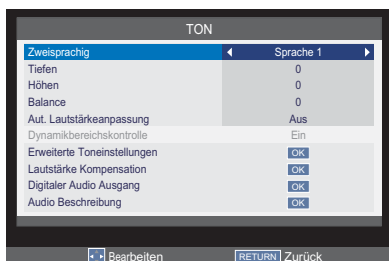 TON
Zweisprachig Sprache 1
Tiefen 0
Höhen 0
Balance 0
Aut. Lautstärkeanpassung Aus
Dynamikbereichskontrolle Ein
Erweiterte Toneinstellungen OK
Lautstärke Kompensation OK
Digitaler Audio Ausgang OK
Audio Beschreibung OK
Bearbeiten RETURN Zurück